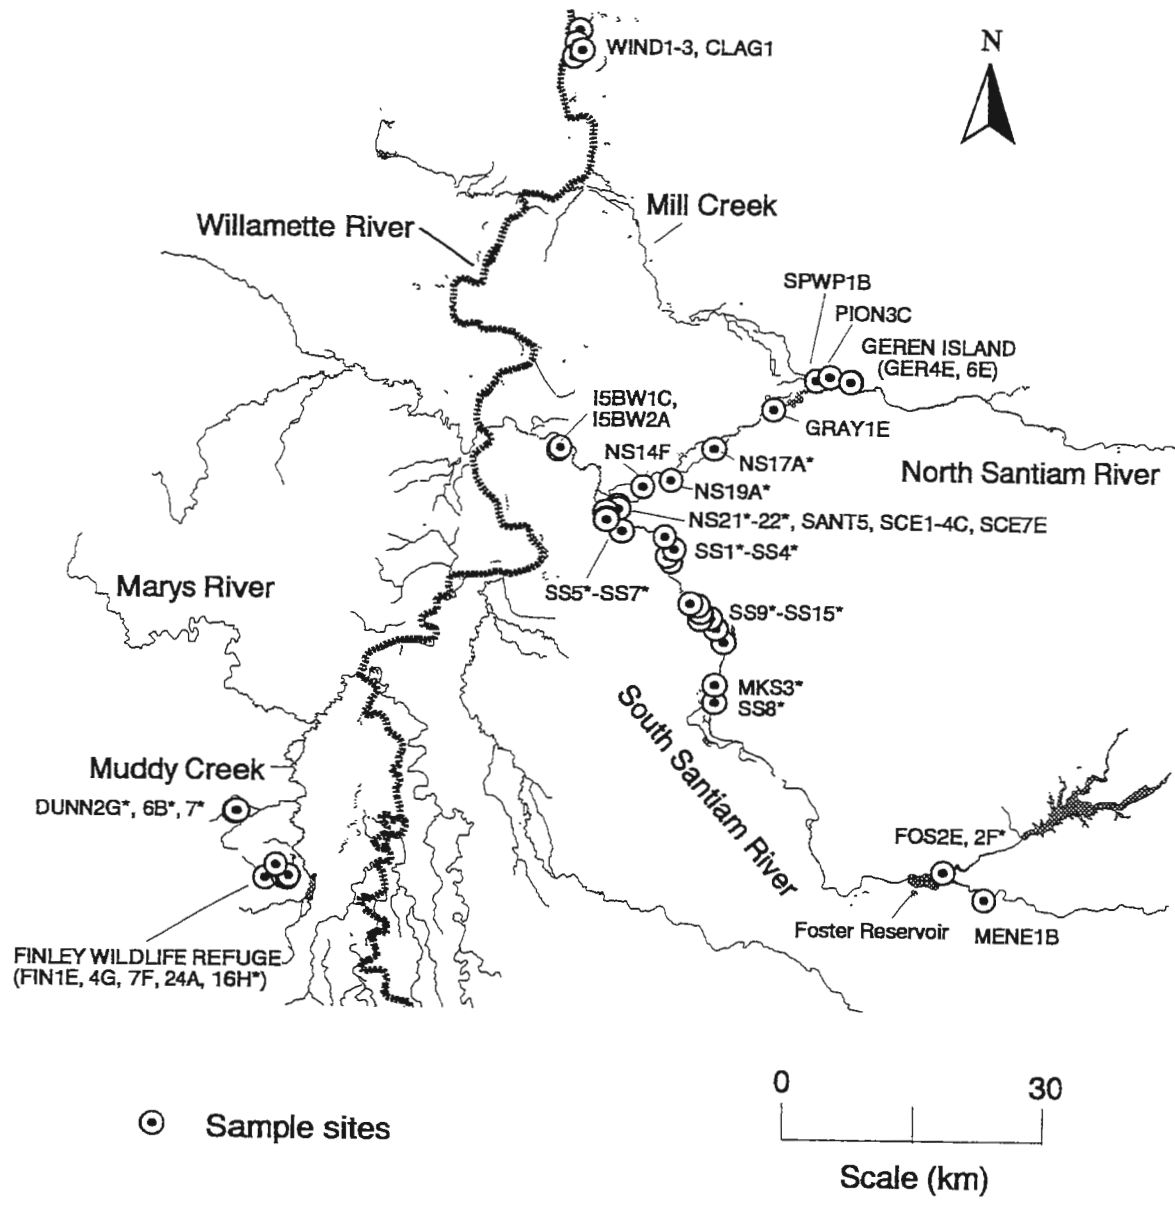 WIND1-3, CLAG1
N
Mill Creek
Willamette River
SPWP1B
PION3C
GEREN ISLAND
(GER4E, 6E)
I5BW1C,
I5BW2A
GRAY1E
NS14F
NS17A*
North Santiam River
NS19A*
NS21*-22*, SANT5, SCE1-4C, SCE7E
SS1*-SS4*
Marys River
SS5*-SS7*
SS9*-SS15*
MKS3*
SS8*
South Santiam River
Muddy Creek
DUNN2G*, 6B*, 7*
FOS2E, 2F*
Foster Reservoir
MENE1B
FINLEY WILDLIFE REFUGE
(FIN1E, 4G, 7F, 24A, 16H*)
0
30
Sample sites
Scale (km)